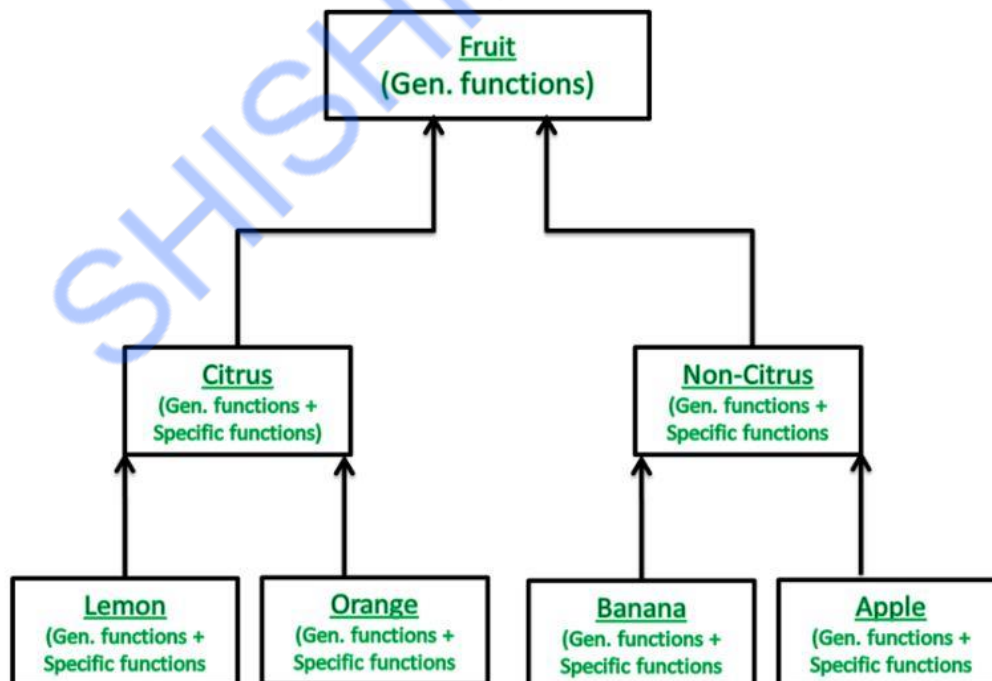 SHISH
Fruit
(Gen. functions)
Citrus
(Gen. functions +
Specific functions)
Non-Citrus
(Gen. functions +
Specific functions
Lemon
(Gen. functions +
Specific functions
Orange
(Gen. functions +
Specific functions
Banana
(Gen. functions +
Specific functions
Apple
(Gen. functions +
Specific functions